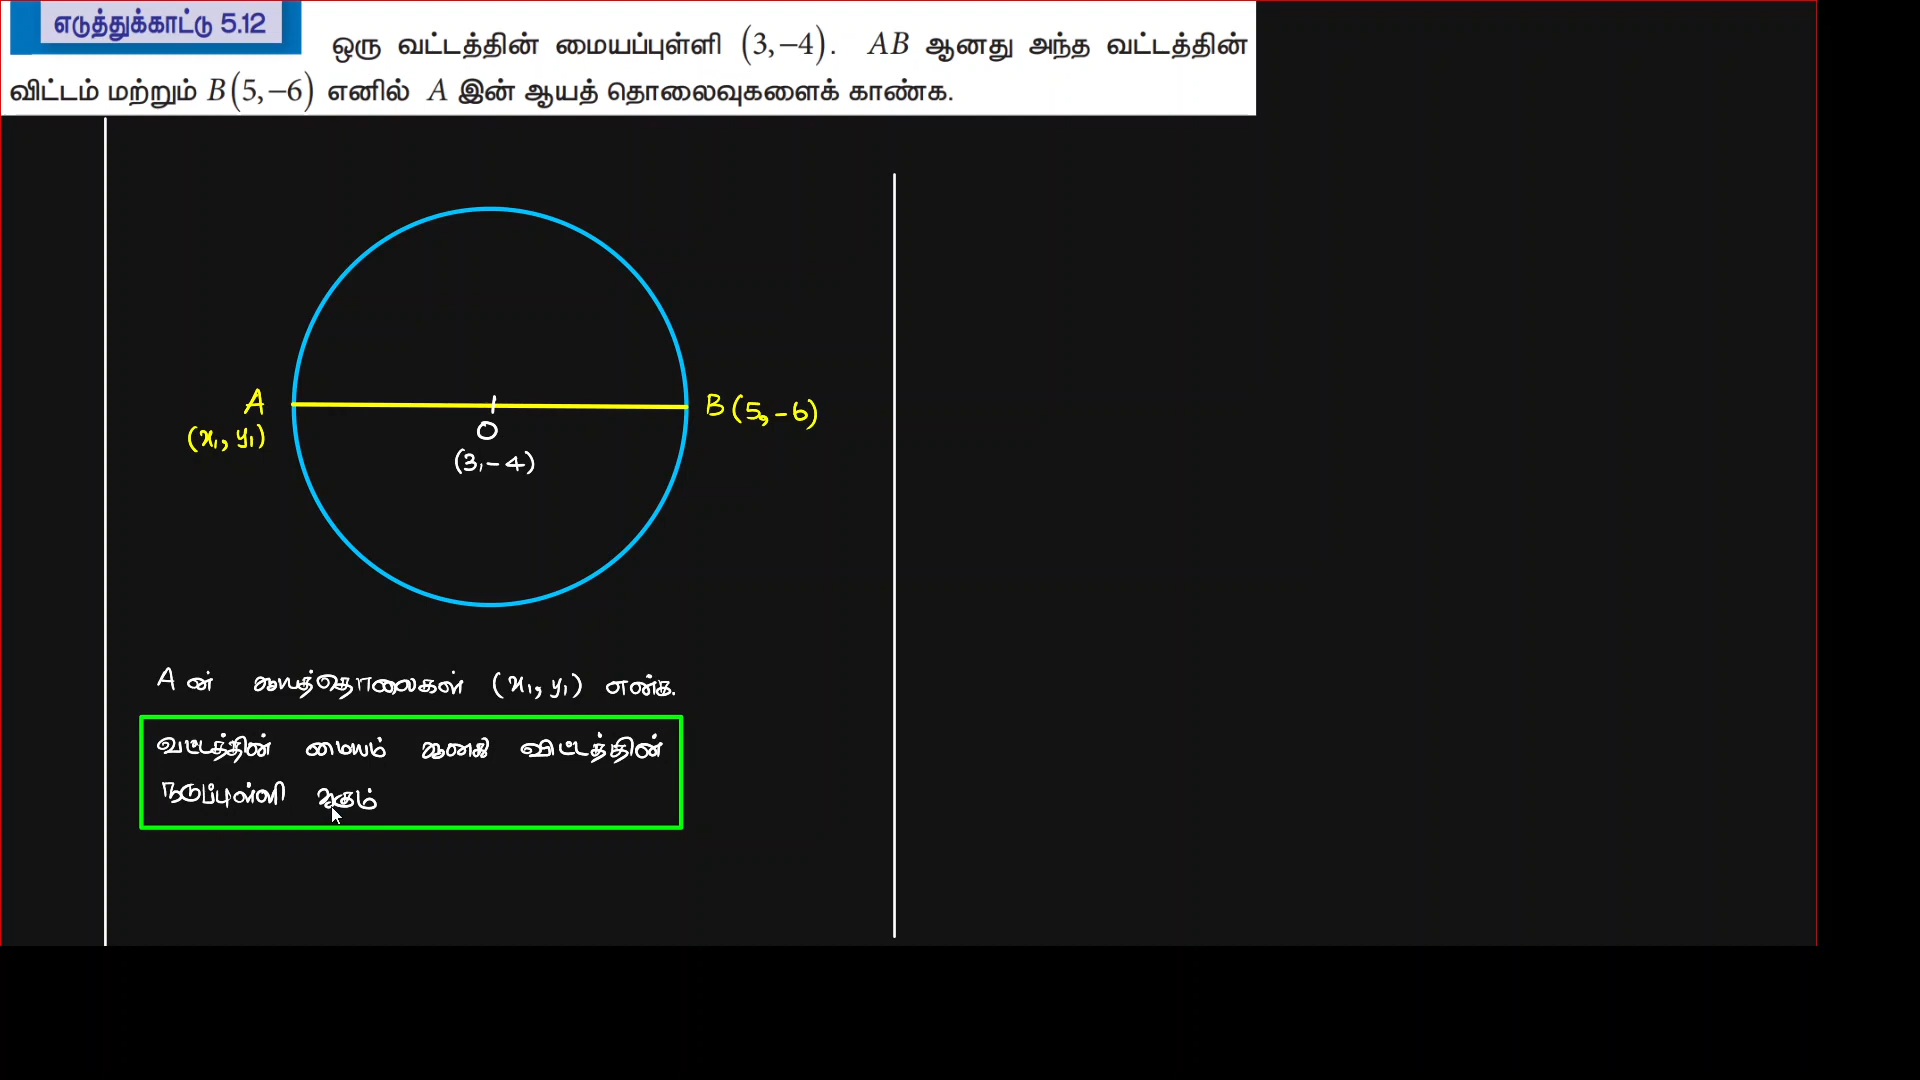 எடுத்துக்காட்டு 5.12
ஒரு வட்டத்தின் மையப்புள்ளி (3,−4). AB ஆனது அந்த வட்டத்தின்
விட்டம் மற்றும் B(5,−6) எனில் A இன் ஆயத் தொலைவுகளைக் காண்க.
A
B (5,-6)
(x₁, y₁)
O
(3,-4)
A ன் ஆயத்தொலைகள் (x₁, y₁) என்க.
வட்டத்தின் மையம் ஆனது விட்டத்தின்
நடுப்புள்ளி ஆகும்